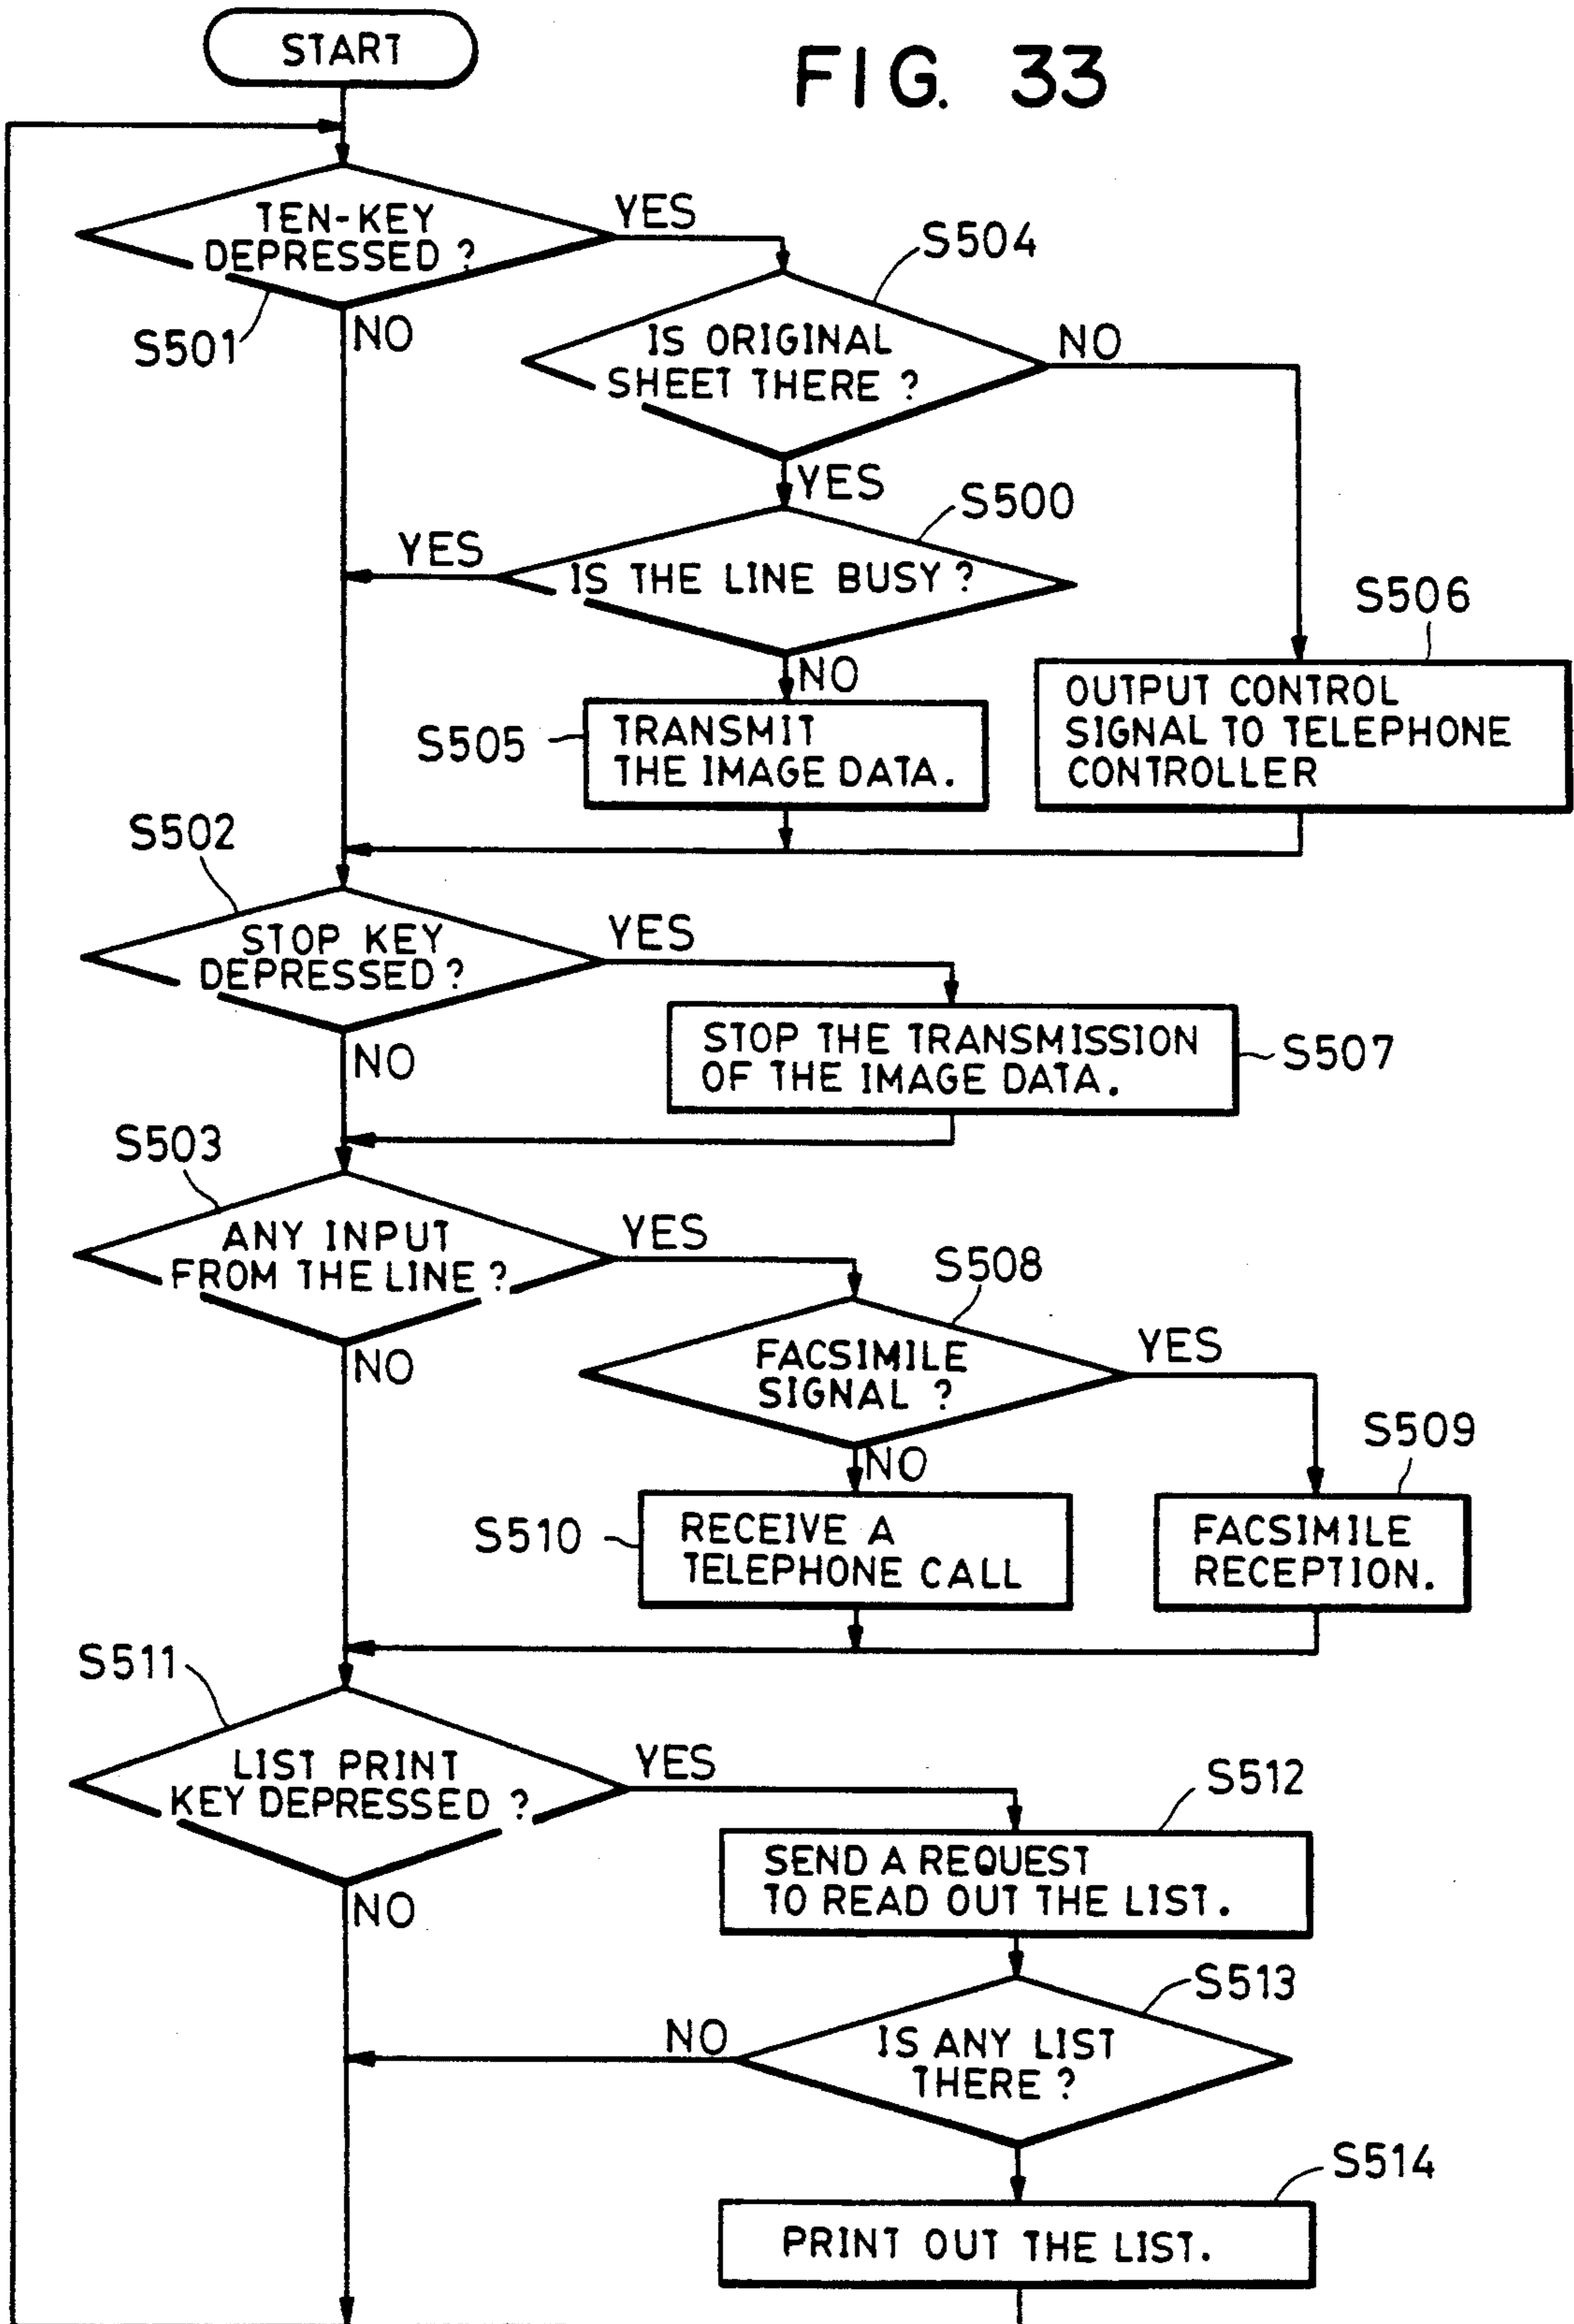 START
FIG. 33
TEN-KEY
DEPRESSED ?
YES
S501
NO
S504
IS ORIGINAL
SHEET THERE ?
NO
YES
S500
YES
IS THE LINE BUSY ?
NO
S506
OUTPUT CONTROL
SIGNAL TO TELEPHONE
CONTROLLER
S505
TRANSMIT
THE IMAGE DATA.
S502
STOP KEY
DEPRESSED ?
YES
NO
STOP THE TRANSMISSION
OF THE IMAGE DATA.
S507
S503
ANY INPUT
FROM THE LINE ?
YES
NO
S508
FACSIMILE
SIGNAL ?
YES
NO
S509
S510
RECEIVE A
TELEPHONE CALL
FACSIMILE
RECEPTION.
S511
LIST PRINT
KEY DEPRESSED ?
YES
NO
S512
SEND A REQUEST
TO READ OUT THE LIST.
S513
NO
IS ANY LIST
THERE ?
S514
PRINT OUT THE LIST.